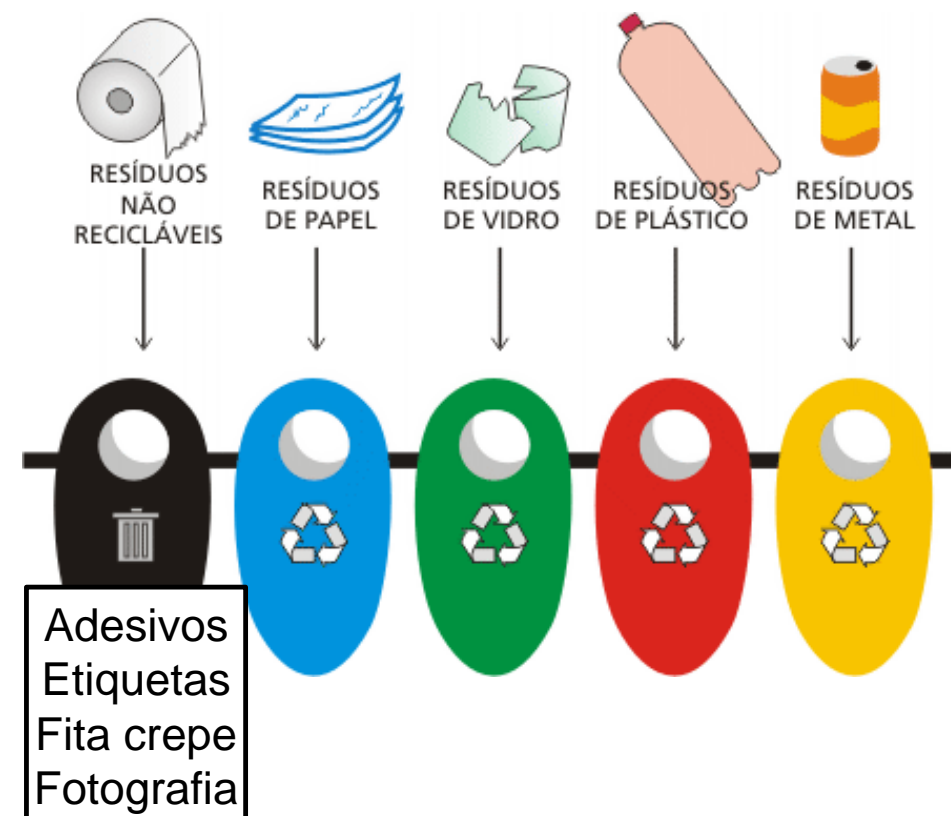 RESÍDUOS
NÃO
RECICLÁVEIS
RESÍDUOS
DE PAPEL
RESÍDUOS
DE VIDRO
RESÍDUOS
DE PLÁSTICO
RESÍDUOS
DE METAL
Adesivos
Etiquetas
Fita crepe
Fotografia